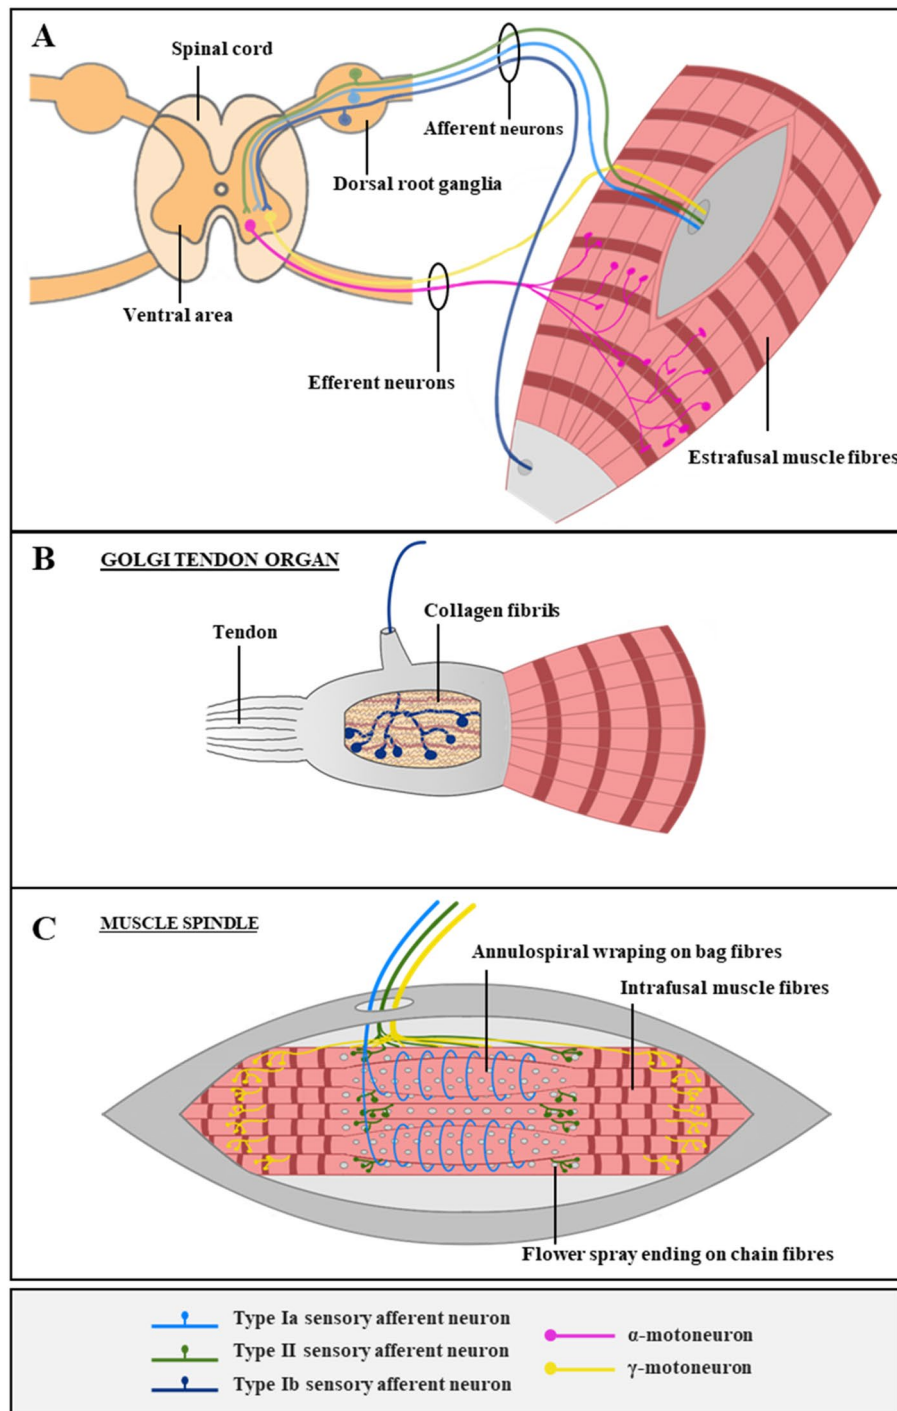 A
Spinal cord
Afferent neurons
Dorsal root ganglia
Ventral area
Efferent neurons
Estrafusal muscle fibres
B
GOLGI TENDON ORGAN
Collagen fibrils
Tendon
C
MUSCLE SPINDLE
Annulospiral wraping on bag fibres
Intrafusal muscle fibres
Flower spray ending on chain fibres
Type Ia sensory afferent neuron
Type II sensory afferent neuron
Type Ib sensory afferent neuron
α-motoneuron
γ-motoneuron